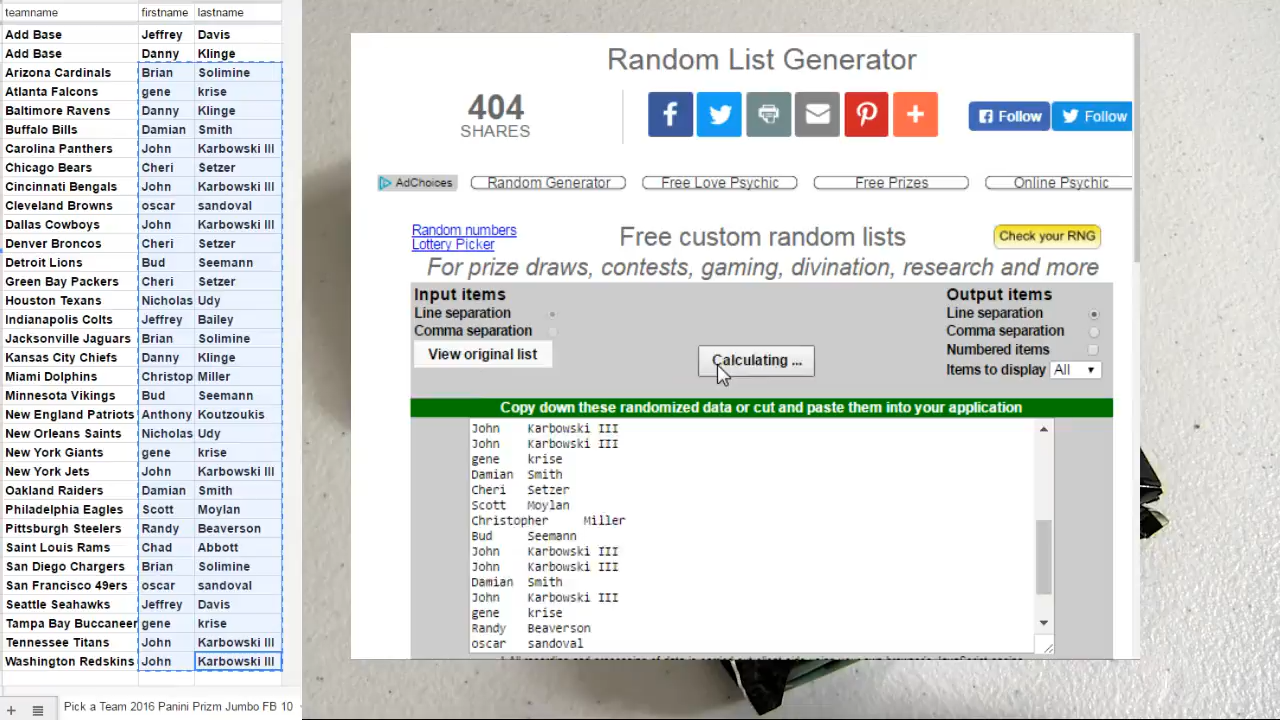 teamname firstname lastname
Add Base Jeffrey Davis
Add Base Danny Klinge
Arizona Cardinals Brian Solimine
Atlanta Falcons gene krise
Baltimore Ravens Danny Klinge
Buffalo Bills Damian Smith
Carolina Panthers John Karbowski III
Chicago Bears Cheri Setzer
Cincinnati Bengals John Karbowski III
Cleveland Browns oscar sandoval
Dallas Cowboys John Karbowski III
Denver Broncos Cheri Setzer
Detroit Lions Bud Seemann
Green Bay Packers Cheri Setzer
Houston Texans Nicholas Udy
Indianapolis Colts Jeffrey Bailey
Jacksonville Jaguars Brian Solimine
Kansas City Chiefs Danny Klinge
Miami Dolphins Christop Miller
Minnesota Vikings Bud Seemann
New England Patriots Anthony Koutzoukis
New Orleans Saints Nicholas Udy
New York Giants gene krise
New York Jets John Karbowski III
Oakland Raiders Damian Smith
Philadelphia Eagles Scott Moylan
Pittsburgh Steelers Randy Beaverson
Saint Louis Rams Chad Abbott
San Diego Chargers Brian Solimine
San Francisco 49ers oscar sandoval
Seattle Seahawks Jeffrey Davis
Tampa Bay Buccaneer gene krise
Tennessee Titans John Karbowski III
Washington Redskins John Karbowski III
Pick a Team 2016 Panini Prizm Jumbo FB 10
Random List Generator
404
SHARES
Follow Follow
AdChoices Random Generator Free Love Psychic Free Prizes Online Psychic
Random numbers
Lottery Picker
Free custom random lists
Check your RNG
For prize draws, contests, gaming, divination, research and more
Input items
Line separation
Comma separation
View original list
Calculating ...
Output items
Line separation
Comma separation
Numbered items
Items to display All
Copy down these randomized data or cut and paste them into your application
John Karbowski III
John Karbowski III
gene krise
Damian Smith
Cheri Setzer
Scott Moylan
Christopher Miller
Bud Seemann
John Karbowski III
John Karbowski III
Damian Smith
John Karbowski III
gene krise
Randy Beaverson
oscar sandoval